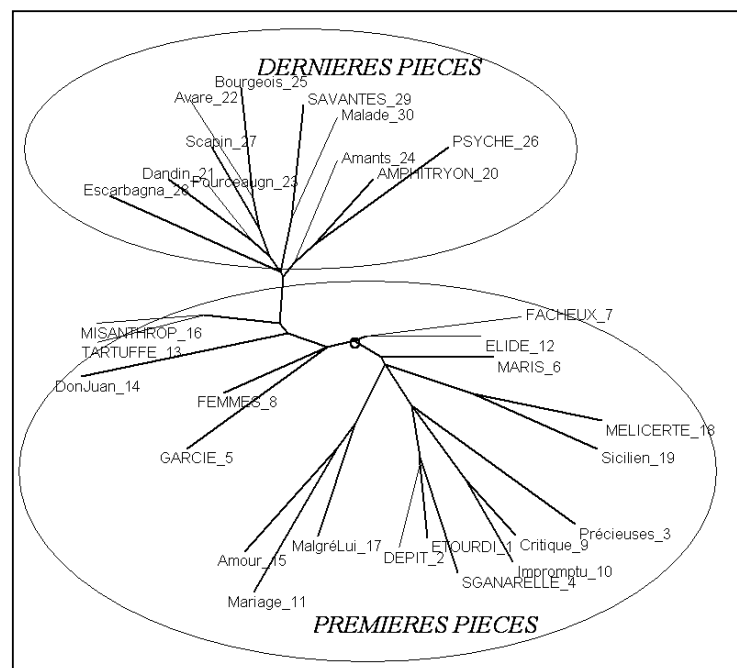 DERNIERES PIECES
Bourgeois_25
Avare_22
SAVANTES_29
Malade_30
Scapin_27
PSYCHE_26
Amants_24
Dandin_21
Pourceaugn_23
AMPHITRYON_20
Escarbagna_28
FACHEUX_7
MISANTHROP_16
ELIDE_12
TARTUFFE_13
MARIS_6
DonJuan_14
FEMMES_8
MELICERTE_18
GARCIE_5
Sicilien_19
Précieuses_3
MalgréLui_17
ETOURDI_1
Critique_9
Amour_15
DEPIT_2
Impromptu_10
SGANARELLE_4
Mariage_11
PREMIERES PIECES